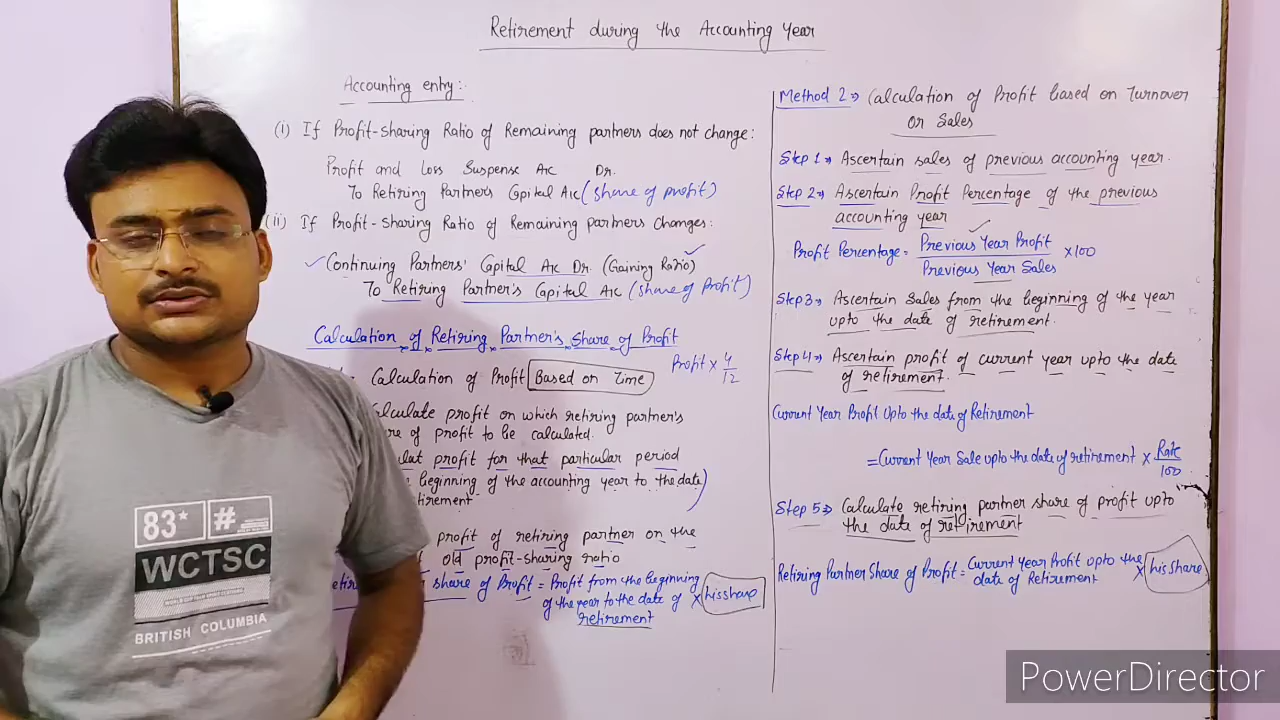 Retirement during the Accounting Year
Accounting entry:-
(i) If Profit-Sharing Ratio of Remaining partners does not change:
Profit and Loss Suspense A/c Dr.
To Retiring Partner's Capital A/c (Share of profit)
(ii) If Profit-Sharing Ratio of Remaining partners Changes:
Continuing Partners' Capital A/c Dr. (Gaining Ratio)
To Retiring Partner's Capital A/c (Share of Profit)
Calculation of Retiring Partner's Share of Profit
Calculation of Profit Based on Time Profit × 4/12
Calculate profit on which retiring partner's
of profit to be calculated.
profit for that particular period
beginning of the accounting year to the date
profit of retiring partner on the
old profit-sharing ratio
share of Profit = Profit from the beginning of the year to the date of retirement × his share
Method 2 ⇒ Calculation of Profit based on Turnover
or Sales
Step 1 ⇒ Ascertain sales of previous accounting year.
Step 2 ⇒ Ascertain Profit Percentage of the previous
accounting year
Profit Percentage = Previous Year Profit / Previous Year Sales × 100
Step 3 ⇒ Ascertain Sales from the beginning of the year
upto the date of retirement.
Step 4 ⇒ Ascertain profit of current year upto the date
of retirement.
Current Year Profit Upto the date of Retirement
= Current Year Sale upto the date of retirement × Rate/100
Step 5 ⇒ Calculate retiring partner share of profit upto
the date of retirement
Retiring Partner Share of Profit = Current Year Profit upto the date of Retirement × his share
83* #
WCTSC
BRITISH COLUMBIA
PowerDirector